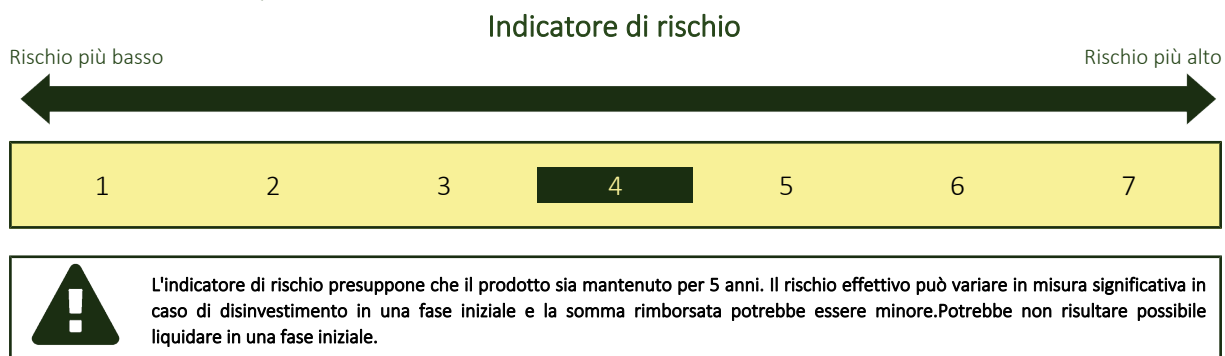 Indicatore di rischio
Rischio più basso Rischio più alto
1 2 3 4 5 6 7
L'indicatore di rischio presuppone che il prodotto sia mantenuto per 5 anni. Il rischio effettivo può variare in misura significativa in
caso di disinvestimento in una fase iniziale e la somma rimborsata potrebbe essere minore.Potrebbe non risultare possibile
liquidare in una fase iniziale.